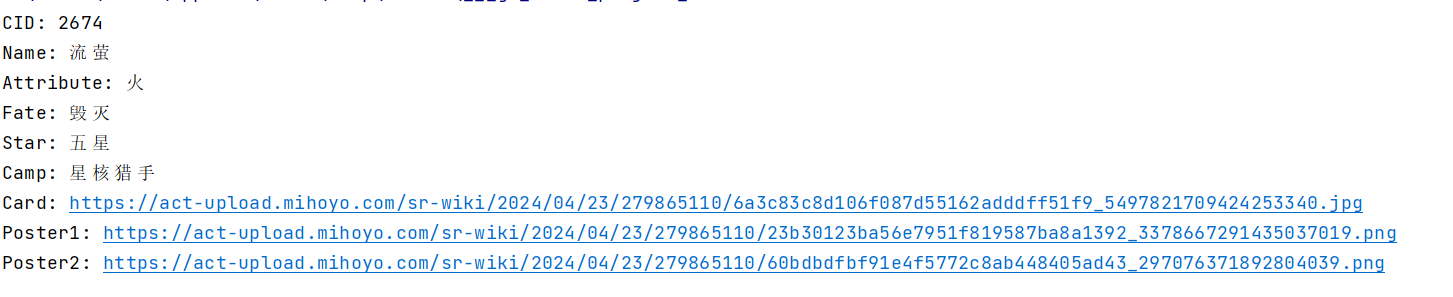 CID: 2674
Name: 流萤
Attribute: 火
Fate: 毁灭
Star: 五星
Camp: 星核猎手
Card: https://act-upload.mihoyo.com/sr-wiki/2024/04/23/279865110/6a3c83c8d106f087d55162adddff51f9_5497821709424253340.jpg
Poster1: https://act-upload.mihoyo.com/sr-wiki/2024/04/23/279865110/23b30123ba56e7951f819587ba8a1392_3378667291435037019.png
Poster2: https://act-upload.mihoyo.com/sr-wiki/2024/04/23/279865110/60bdbdfbf91e4f5772c8ab448405ad43_297076371892804039.png